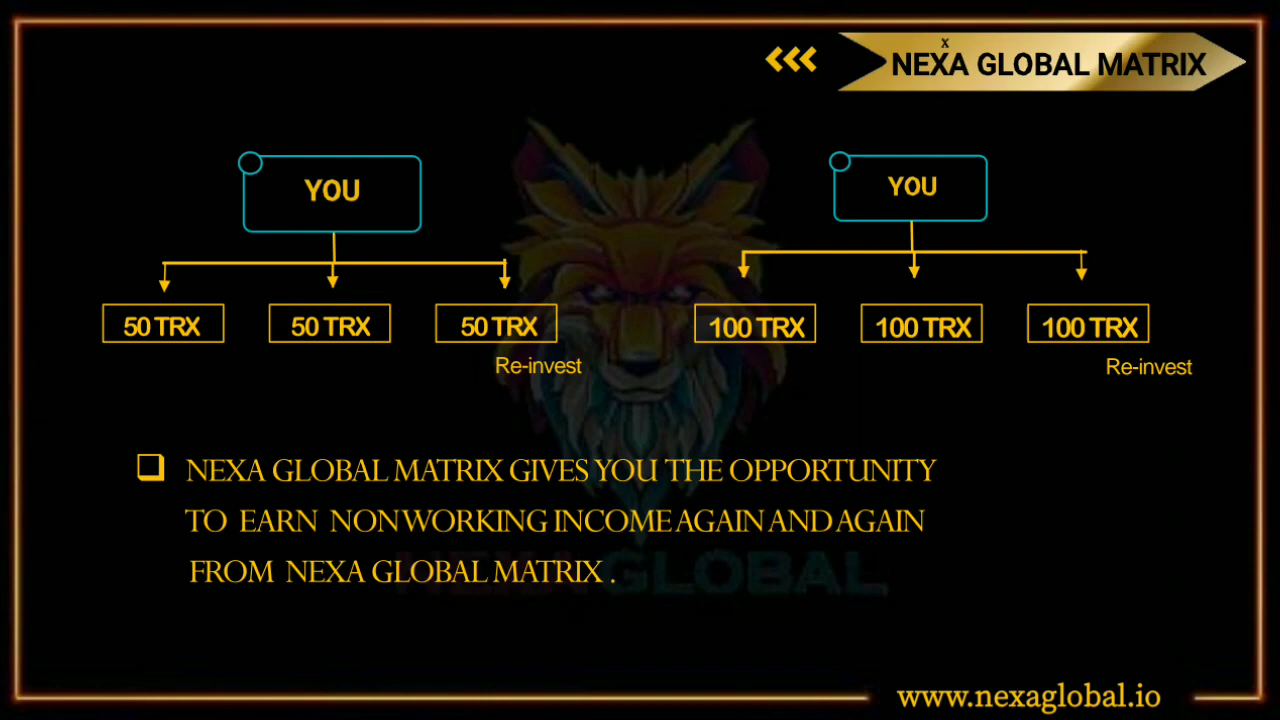 x
NEXA GLOBAL MATRIX
YOU
YOU
50 TRX 50 TRX 50 TRX 100 TRX 100 TRX 100 TRX
Re-invest Re-invest
NEXA GLOBAL MATRIX GIVES YOU THE OPPORTUNITY
TO EARN NON WORKING INCOME AGAIN AND AGAIN
FROM NEXA GLOBAL MATRIX .
NEXA GLOBAL
www.nexaglobal.io